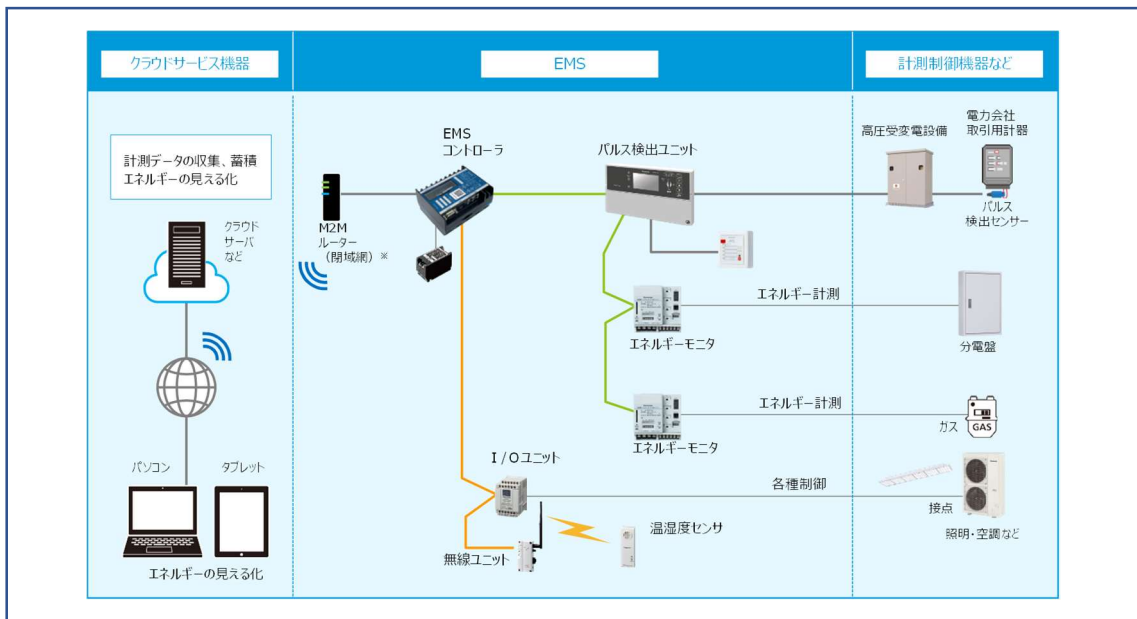 クラウドサービス機器
EMS
計測制御機器など
計測データの収集、蓄積
エネルギーの見える化
クラウド
サーバ
など
パソコン
タブレット
エネルギーの見える化
M2M
ルーター
（閉域網）※
EMS
コントローラ
パルス検出ユニット
高圧受変電設備
電力会社
取引用計器
パルス
検出センサー
エネルギー計測
エネルギーモニタ
分電盤
エネルギー計測
エネルギーモニタ
ガス
GAS
I/Oユニット
各種制御
接点
照明・空調など
温湿度センサ
無線ユニット